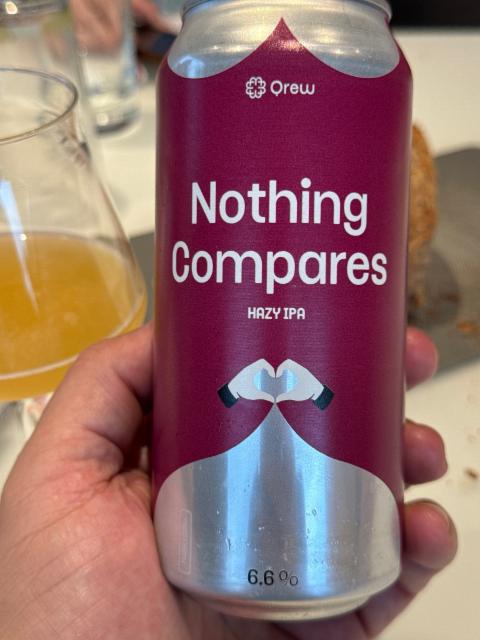 Qrew
Nothing
Compares
HAZY IPA
6.6%